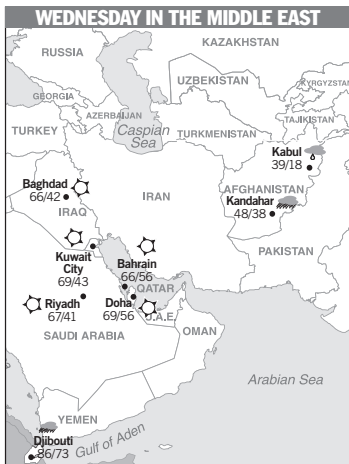 WEDNESDAY IN THE MIDDLE EAST
RUSSIA
KAZAKHSTAN
UZBEKISTAN
KYRGYZSTAN
GEORGIA
AZERBAIJAN
TAJIKISTAN
TURKEY
Caspian
Sea
TURKMENISTAN
Kabul
39/18
Baghdad
66/42
IRAQ
IRAN
AFGHANISTAN
Kandahar
48/38
PAKISTAN
Kuwait
City
69/43
Bahrain
66/56
QATAR
Riyadh
67/41
Doha
69/56
U.A.E.
SAUDI ARABIA
OMAN
Arabian Sea
YEMEN
Djibouti
86/73
Gulf of Aden